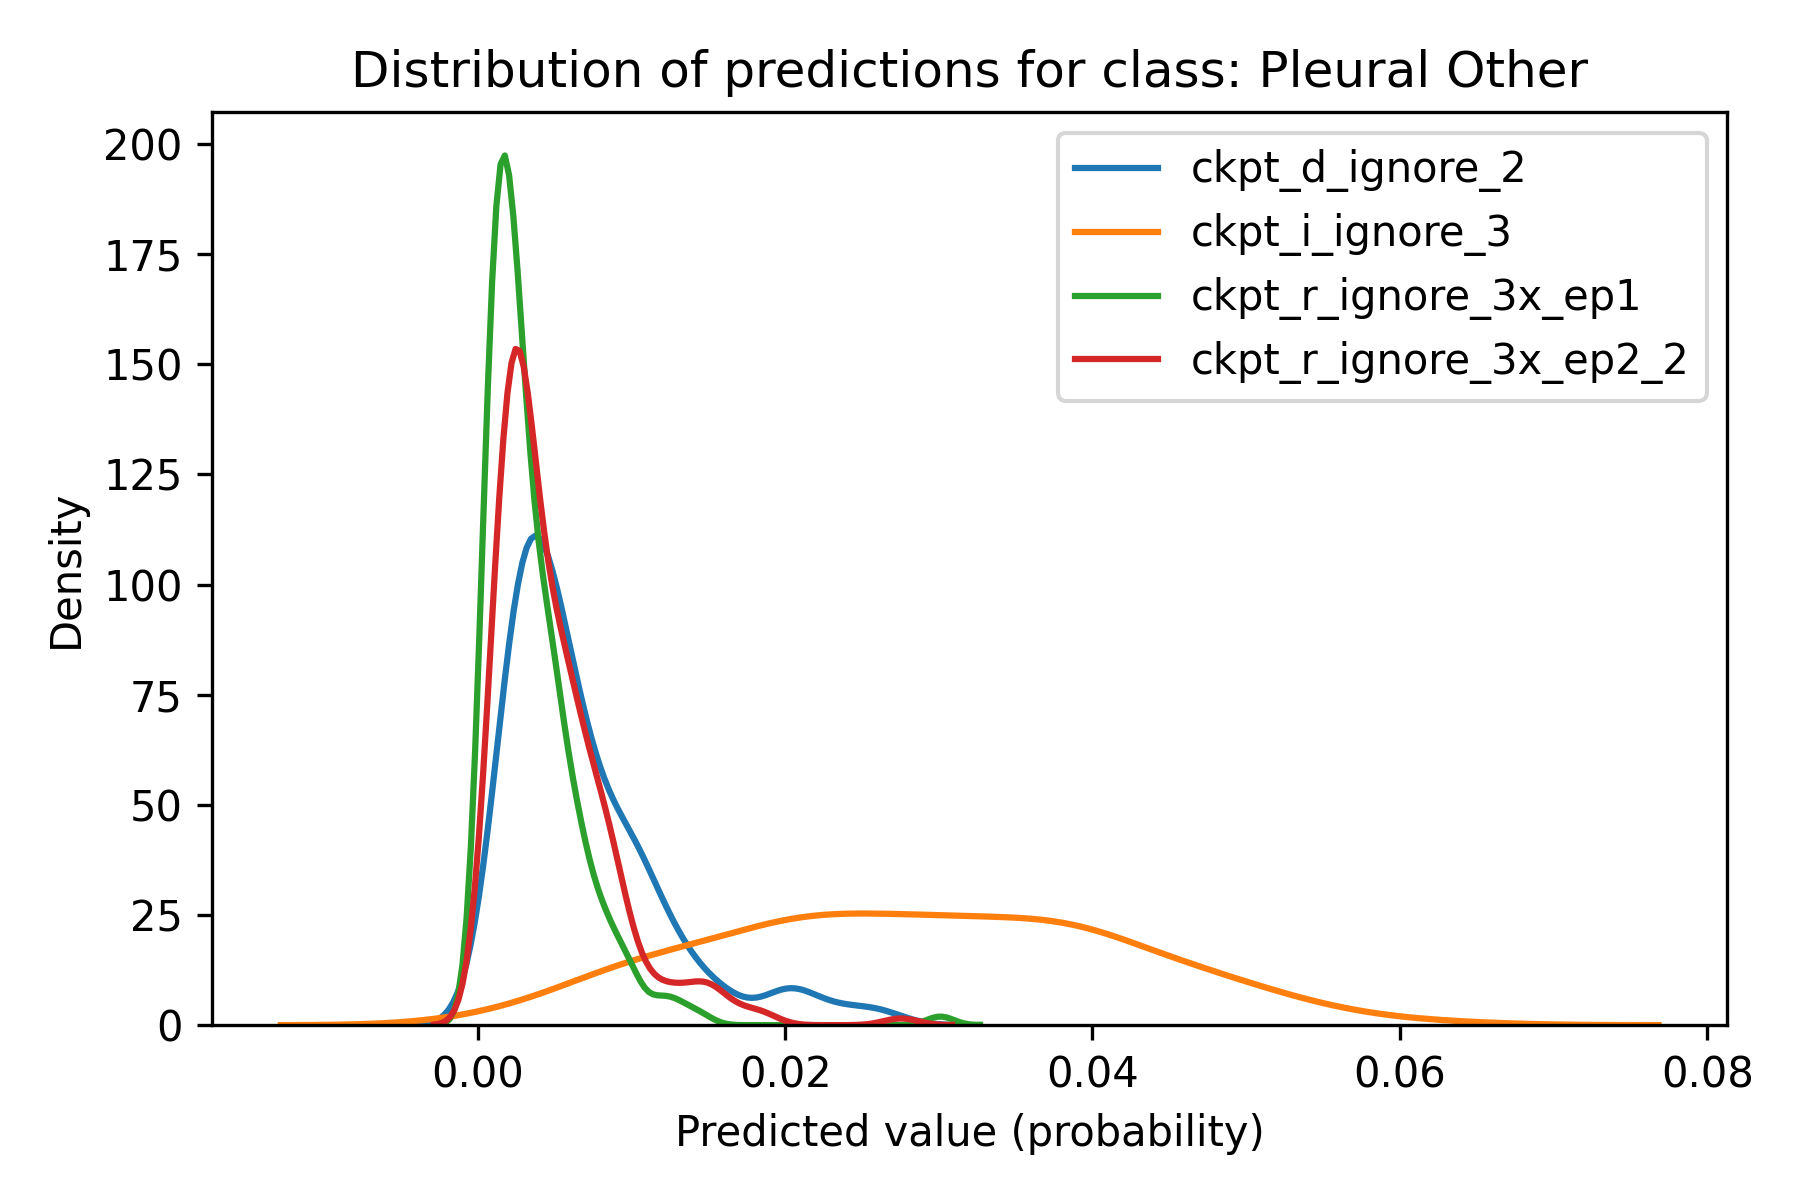 Distribution of predictions for class: Pleural Other
200
175
150
125
100
75
50
25
0
Density
ckpt_d_ignore_2
ckpt_i_ignore_3
ckpt_r_ignore_3x_ep1
ckpt_r_ignore_3x_ep2_2
0.00 0.02 0.04 0.06 0.08
Predicted value (probability)